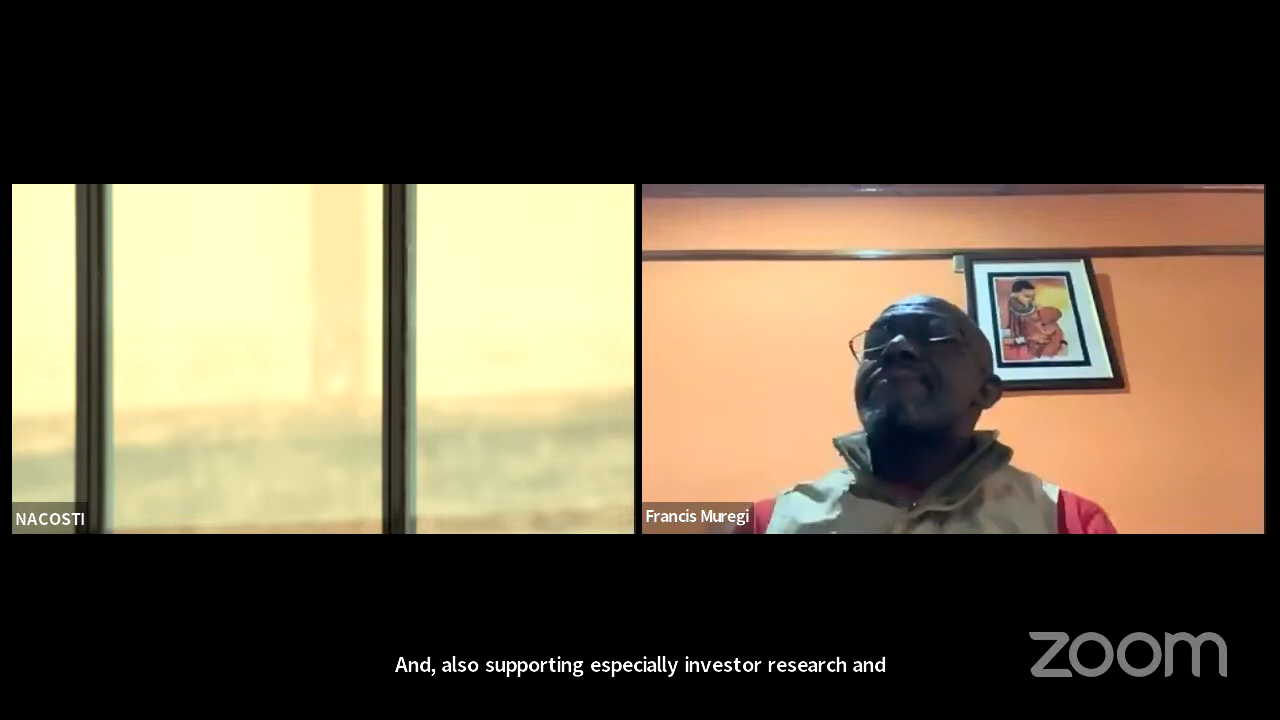 NACOSTI
Francis Muregi
And, also supporting especially investor research and
zoom